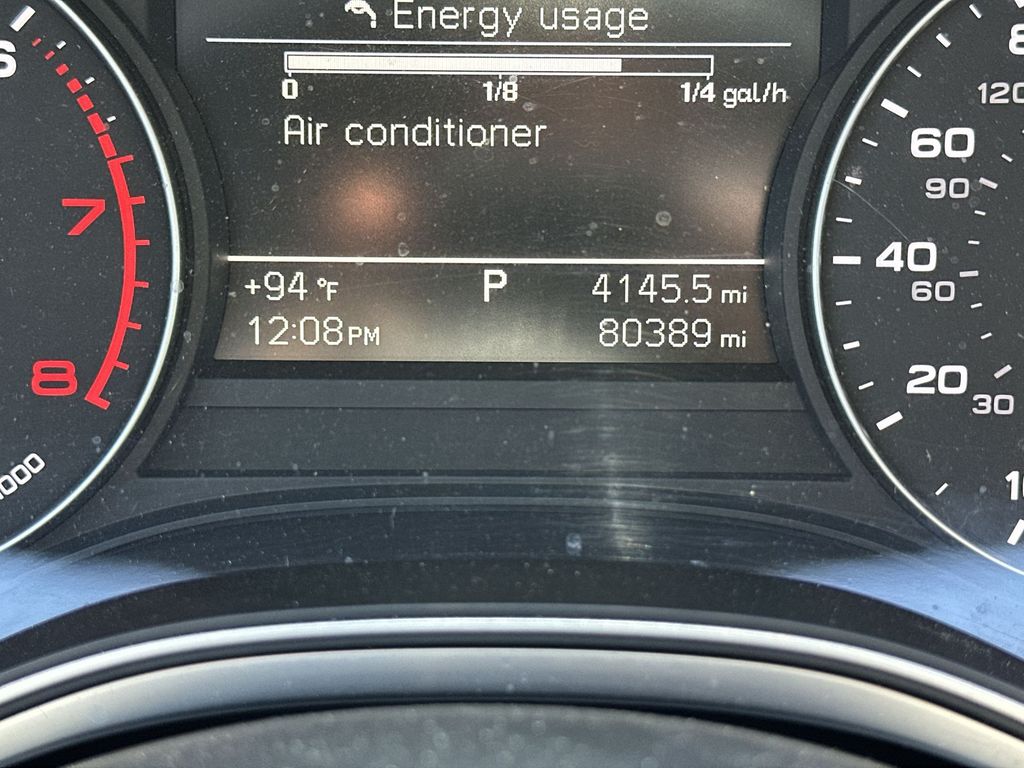 Energy usage
0 1/8 1/4 gal/h
Air conditioner
+94 °F P 4145.5 mi
12:08 PM 80389 mi
6
7
8
120
60
90
40
60
20
30